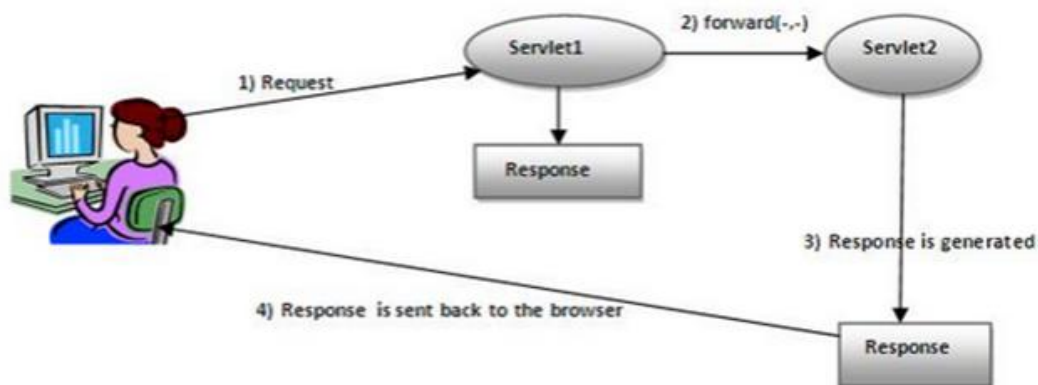 2) forward(-,-)
Servlet1
Servlet2
1) Request
Response
3) Response is generated
4) Response is sent back to the browser
Response